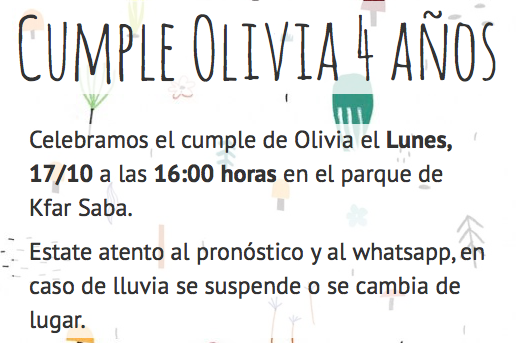 CUMPLE OLIVIA 4 AÑOS
Celebramos el cumple de Olivia el Lunes,
17/10 a las 16:00 horas en el parque de
Kfar Saba.
Estate atento al pronóstico y al whatsapp, en
caso de lluvia se suspende o se cambia de
lugar.